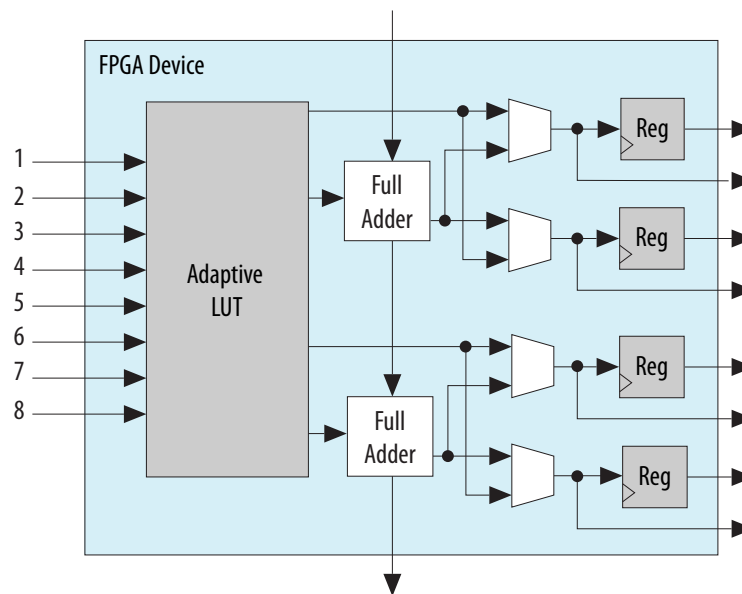 FPGA Device
1
2
3
4
5
6
7
8
Adaptive
LUT
Full
Adder
Full
Adder
Reg
Reg
Reg
Reg